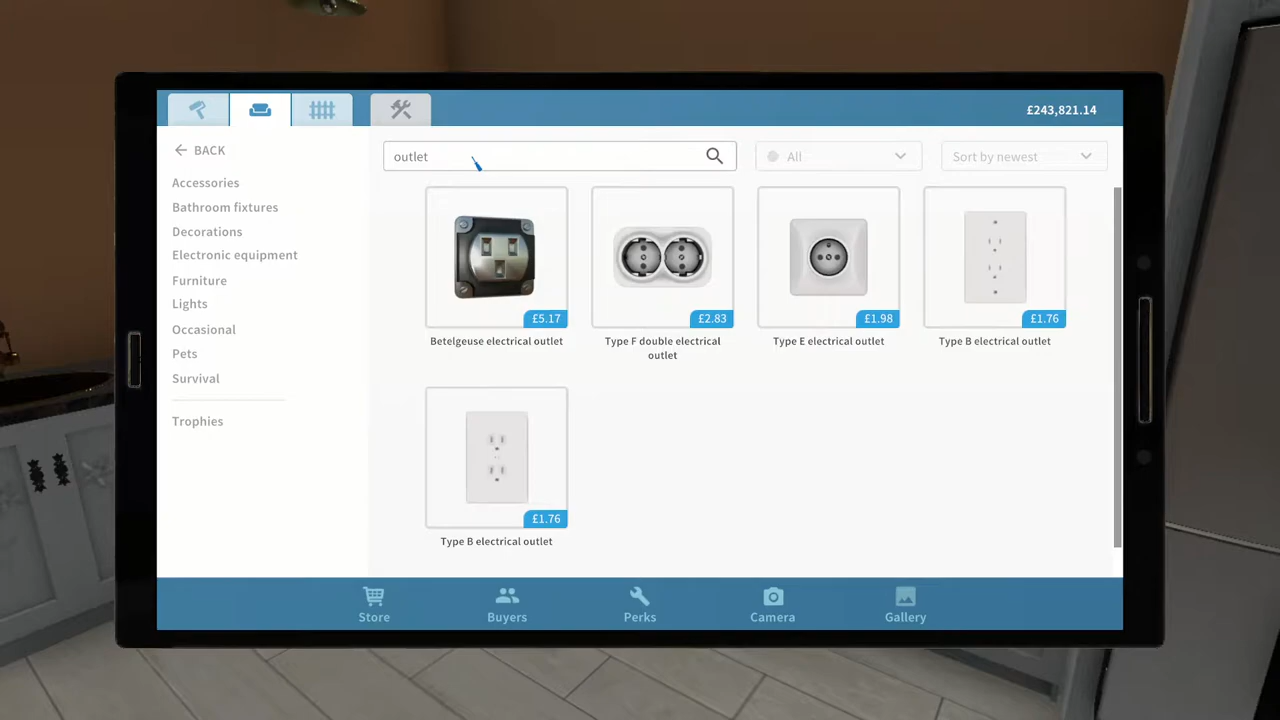 £243,821.14
BACK
outlet
All
Sort by newest
Accessories
Bathroom fixtures
Decorations
Electronic equipment
Furniture
Lights
Occasional
Pets
Survival
Trophies
£5.17
£2.83
£1.98
£1.76
Betelgeuse electrical outlet
Type F double electrical
outlet
Type E electrical outlet
Type B electrical outlet
£1.76
Type B electrical outlet
Store
Buyers
Perks
Camera
Gallery